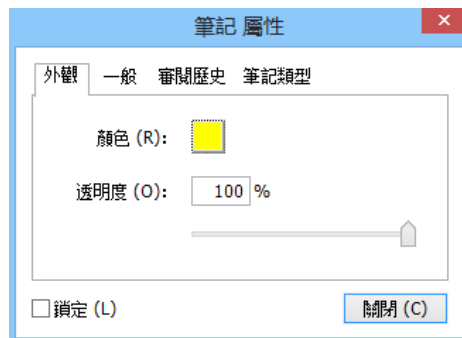 筆記 屬性
外觀 一般 審閱歷史 筆記類型
顏色 (R):
透明度 (O): 100 %
鎖定 (L) 關閉 (C)